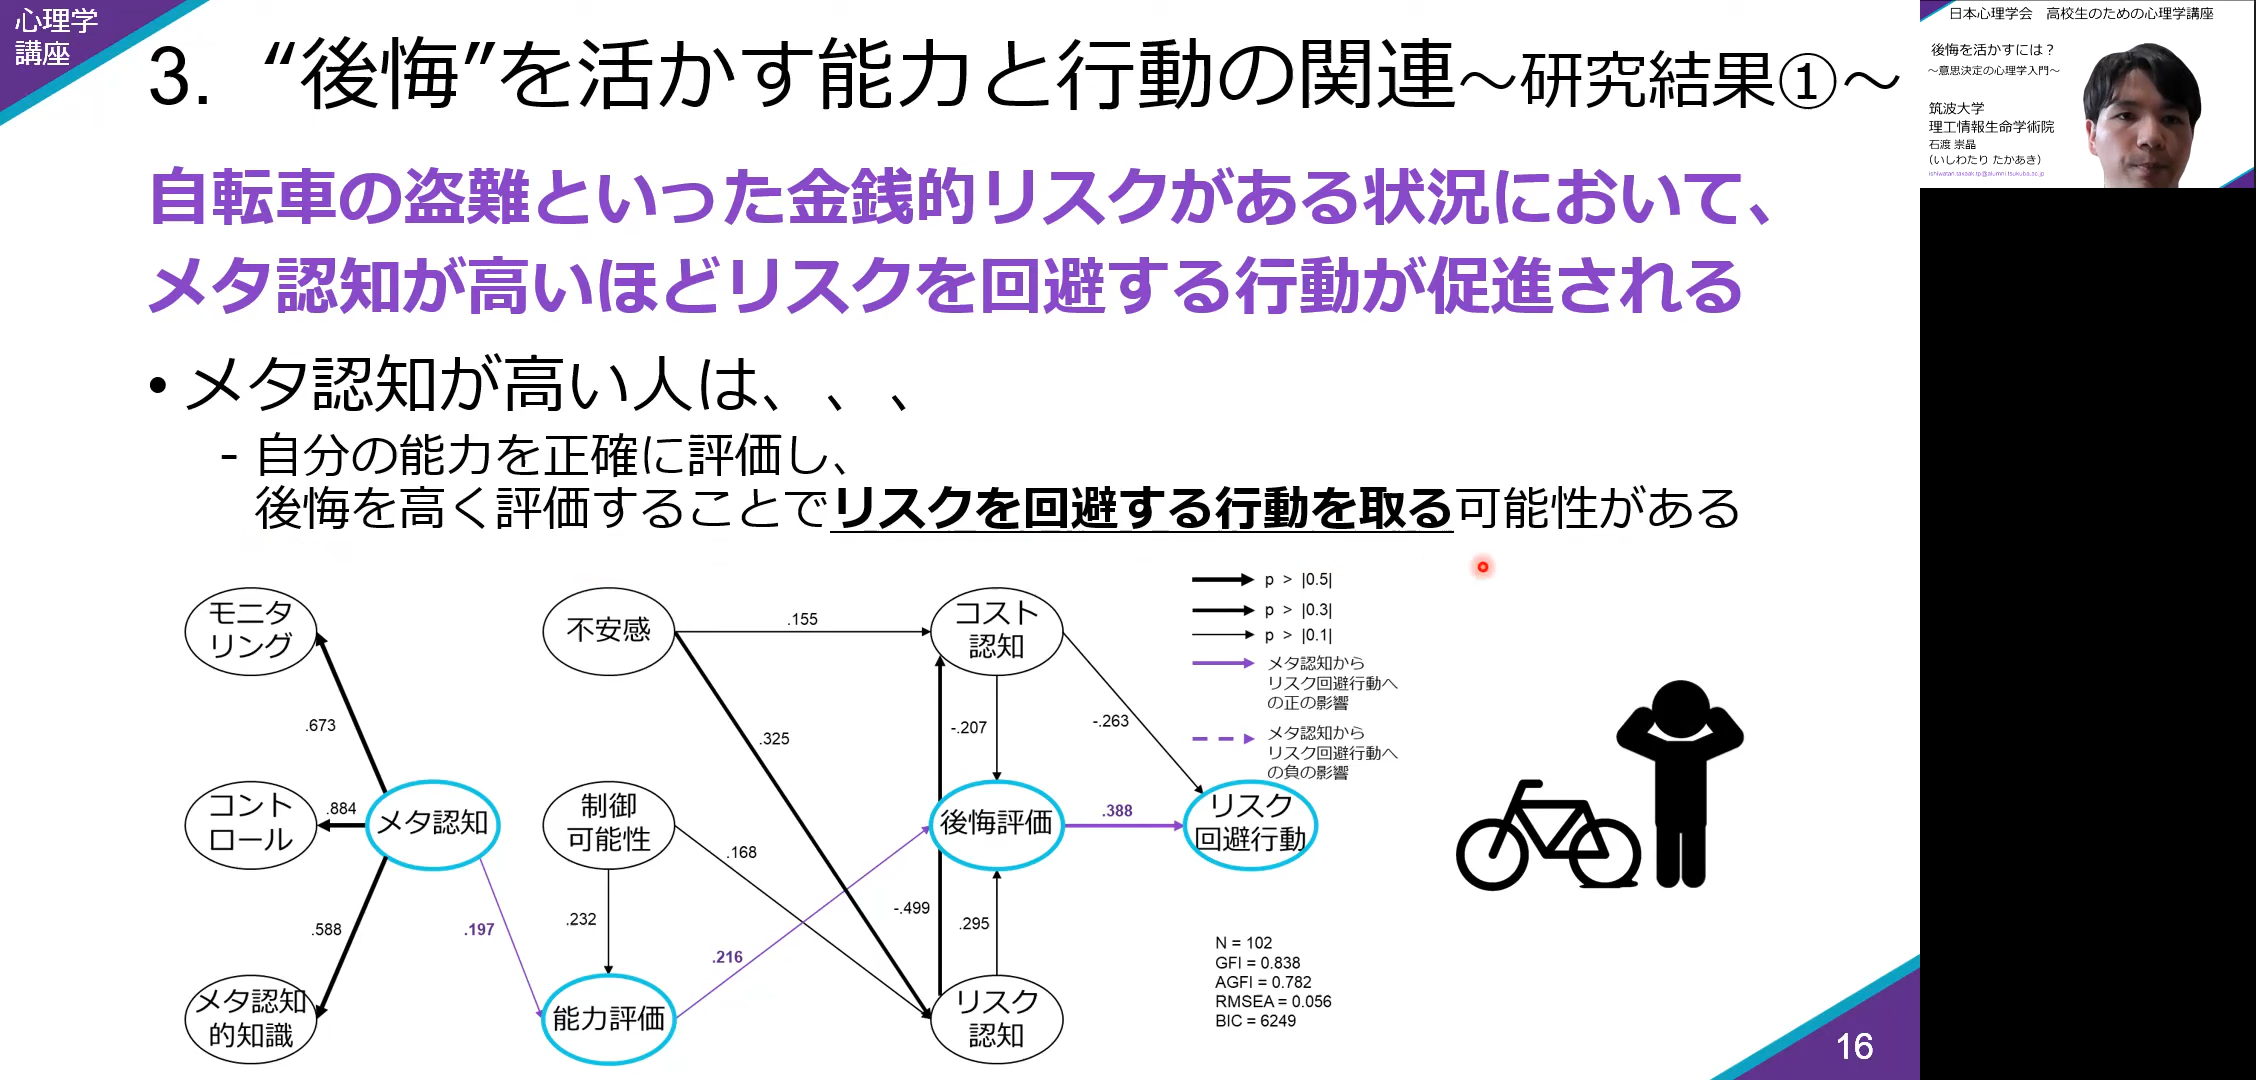 心理学
講座
3. “後悔”を活かす能力と行動の関連～研究結果①～
自転車の盗難といった金銭的リスクがある状況において、
メタ認知が高いほどリスクを回避する行動が促進される
• メタ認知が高い人は、、、
- 自分の能力を正確に評価し、
後悔を高く評価することでリスクを回避する行動を取る可能性がある
モニタ
リング
不安感
.155
コスト
認知
p > |0.5|
p > |0.3|
p > |0.1|
メタ認知から
リスク回避行動へ
の正の影響
メタ認知から
リスク回避行動へ
の負の影響
.673
.325
-.207
-.263
コント
ロール
.884
メタ認知
制御
可能性
.168
後悔評価
.388
リスク
回避行動
.588
.197
.232
.216
-.499
.295
メタ認知
的知識
能力評価
リスク
認知
N = 102
GFI = 0.838
AGFI = 0.782
RMSEA = 0.056
BIC = 6249
16
日本心理学会 高校生のための心理学講座
後悔を活かすには？
～意思決定の心理学入門～
筑波大学
理工情報生命学術院
石渡 崇晶
（いしわたり たかあき）